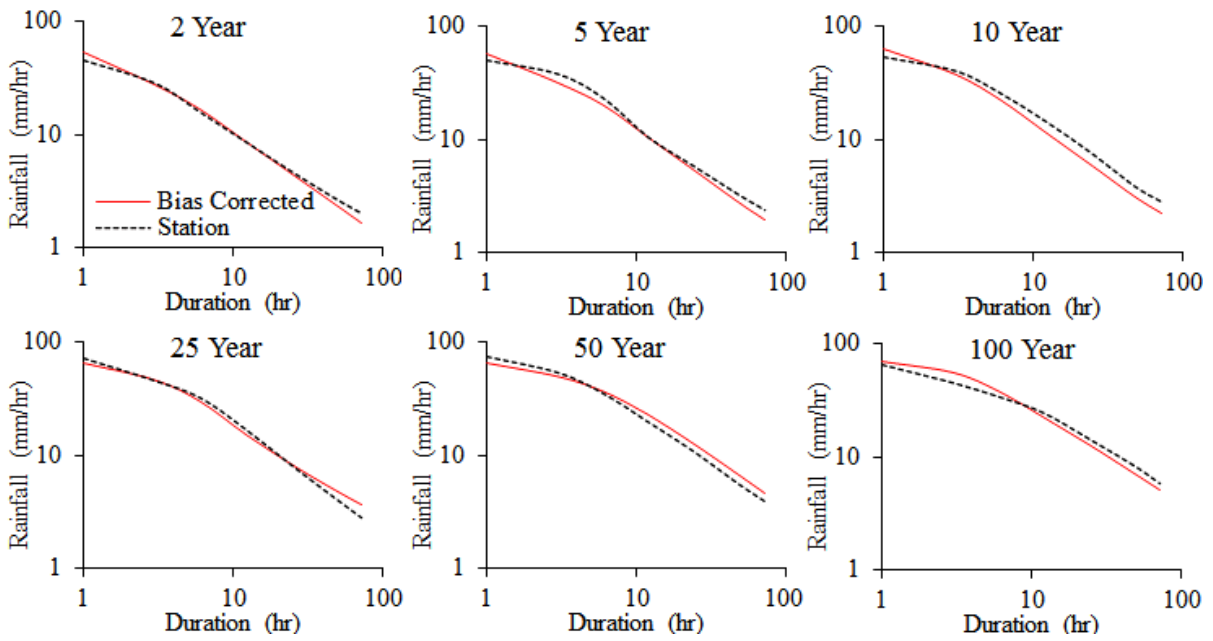 2 Year
100
10
1
Rainfall (mm/hr)
Bias Corrected
Station
1 10 100
Duration (hr)
5 Year
100
10
1
Rainfall (mm/hr)
1 10 100
Duration (hr)
10 Year
100
10
1
Rainfall (mm/hr)
1 10 100
Duration (hr)
25 Year
100
10
1
Rainfall (mm/hr)
1 10 100
Duration (hr)
50 Year
100
10
1
Rainfall (mm/hr)
1 10 100
Duration (hr)
100 Year
100
10
1
Rainfall (mm/hr)
1 10 100
Duration (hr)